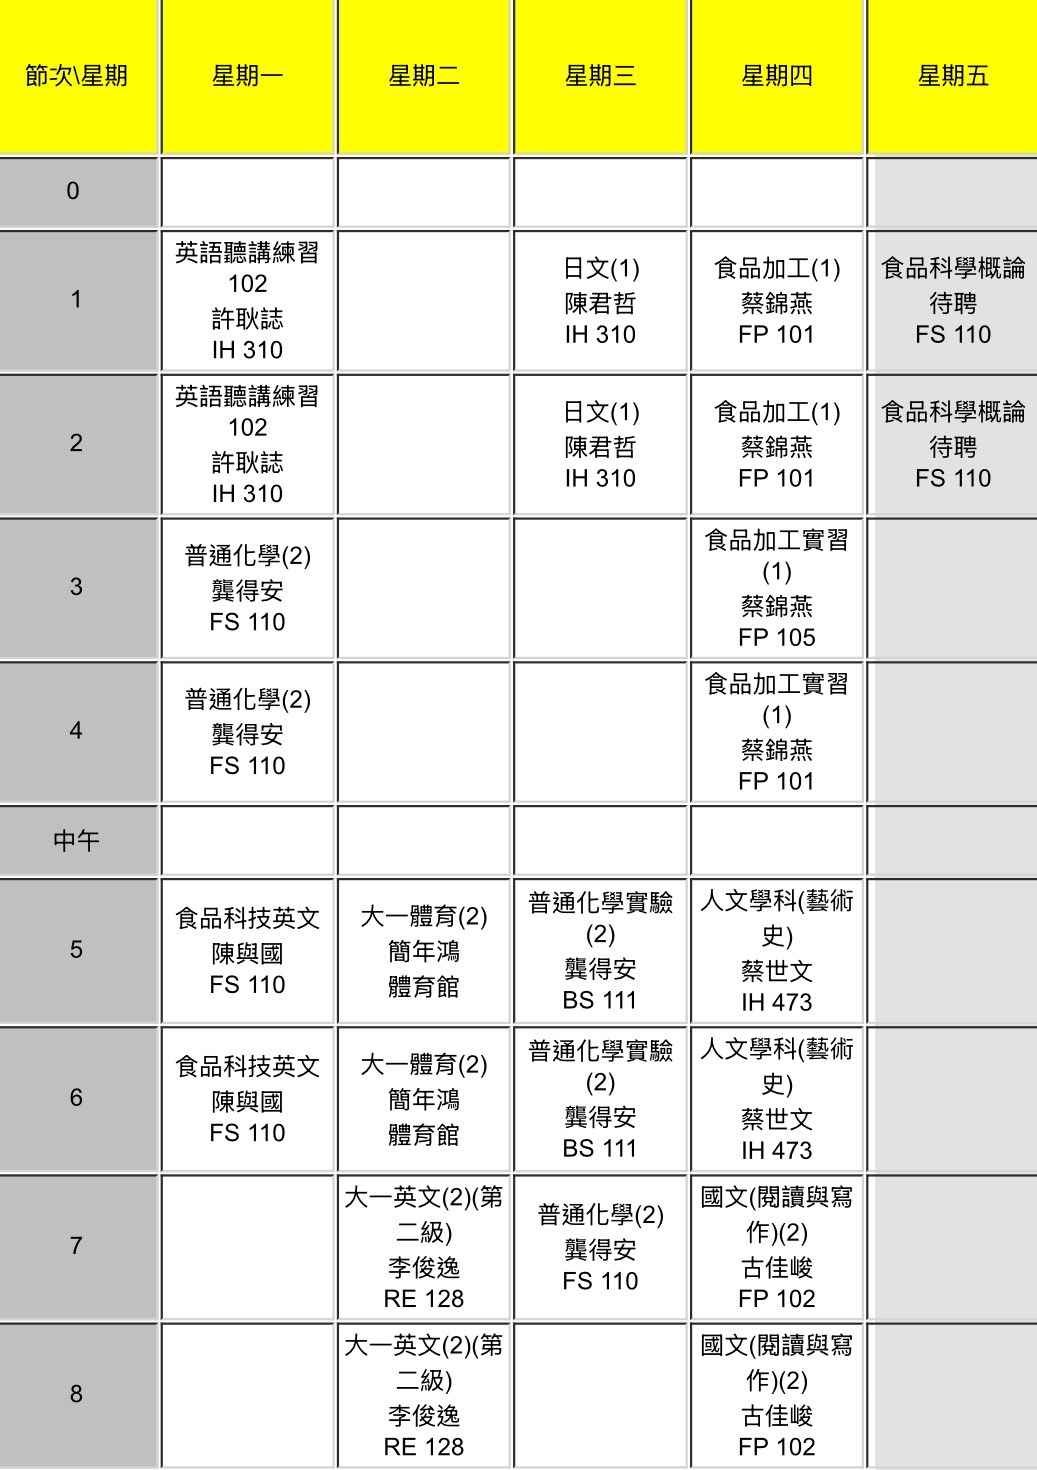 節次\星期 星期一 星期二 星期三 星期四 星期五
0
1
英語聽講練習
102
許耿誌
IH 310
日文(1)
陳君哲
IH 310
食品加工(1)
蔡錦燕
FP 101
食品科學概論
待聘
FS 110
2
英語聽講練習
102
許耿誌
IH 310
日文(1)
陳君哲
IH 310
食品加工(1)
蔡錦燕
FP 101
食品科學概論
待聘
FS 110
3
普通化學(2)
龔得安
FS 110
食品加工實習
(1)
蔡錦燕
FP 105
4
普通化學(2)
龔得安
FS 110
食品加工實習
(1)
蔡錦燕
FP 101
中午
5
食品科技英文
陳與國
FS 110
大一體育(2)
簡年鴻
體育館
普通化學實驗
(2)
龔得安
BS 111
人文學科(藝術
史)
蔡世文
IH 473
6
食品科技英文
陳與國
FS 110
大一體育(2)
簡年鴻
體育館
普通化學實驗
(2)
龔得安
BS 111
人文學科(藝術
史)
蔡世文
IH 473
7
大一英文(2)(第
二級)
李俊逸
RE 128
普通化學(2)
龔得安
FS 110
國文(閱讀與寫
作)(2)
古佳峻
FP 102
8
大一英文(2)(第
二級)
李俊逸
RE 128
國文(閱讀與寫
作)(2)
古佳峻
FP 102